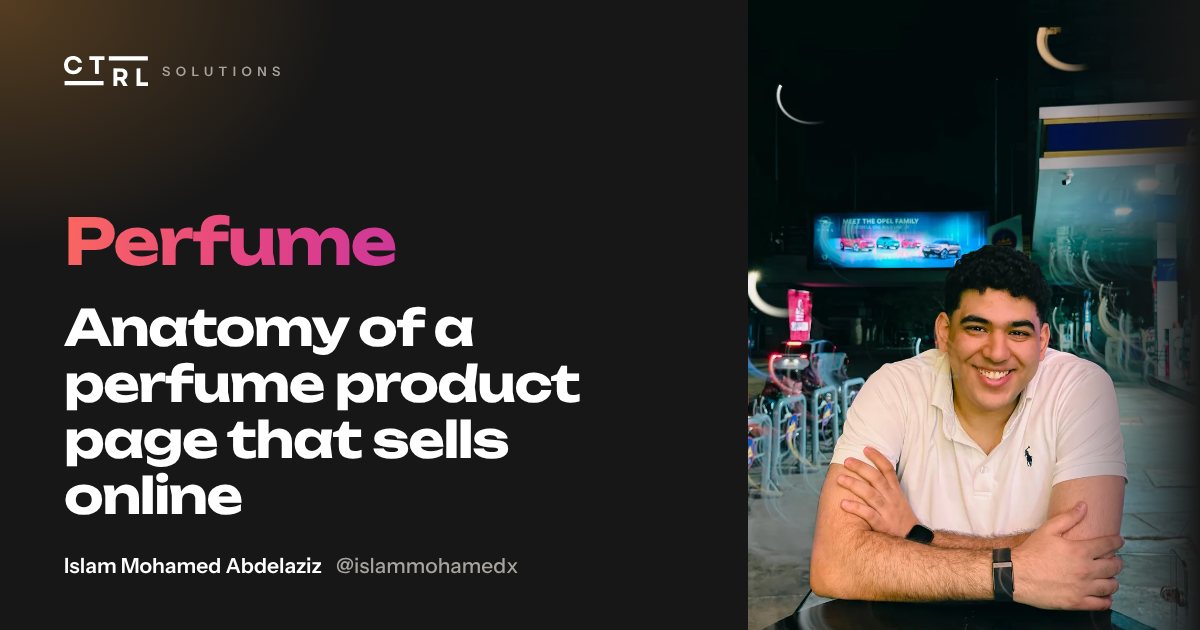 CTRL SOLUTIONS
Perfume
Anatomy of a
perfume product
page that sells
online
Islam Mohamed Abdelaziz @islammohamedx
MEET THE OPEL FAMILY